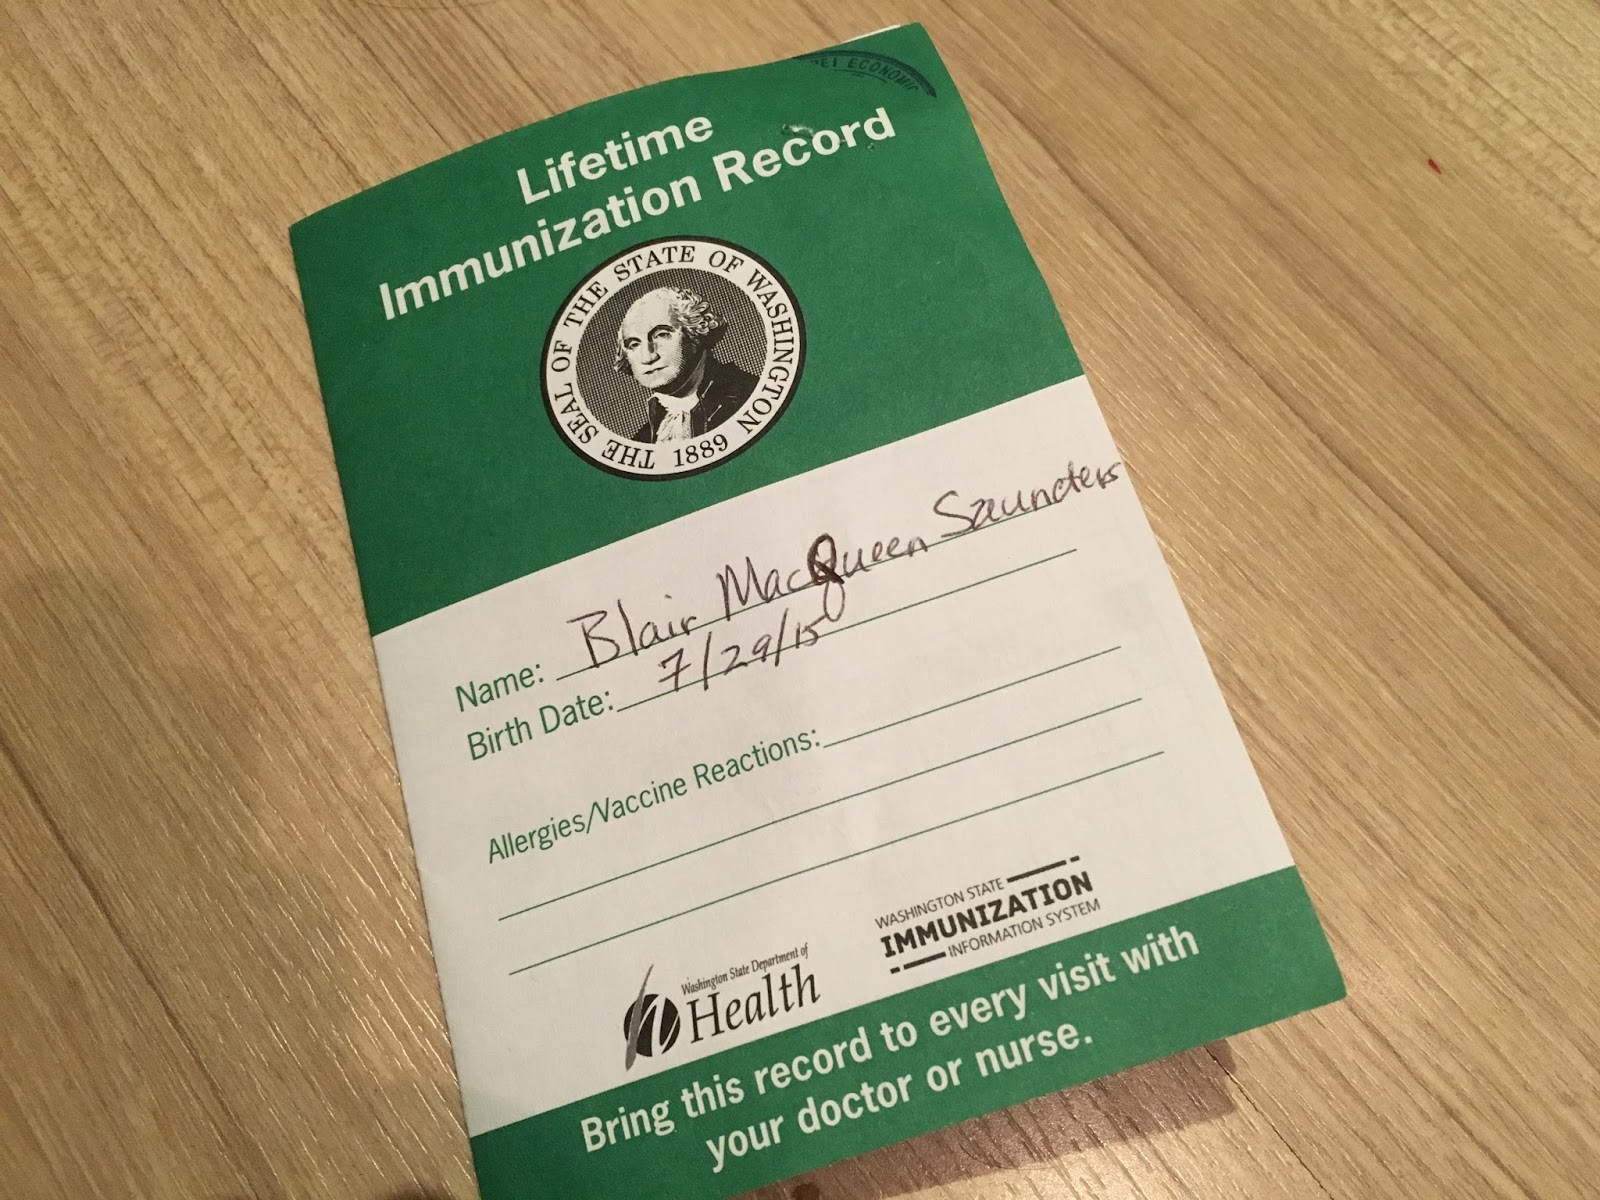 ECONOMIC
Lifetime
Immunization Record
THE SEAL OF THE STATE OF WASHINGTON
1889
Name: Blair MacQueen Saunders
Birth Date: 7/29/15
Allergies/Vaccine Reactions:
Washington State Department of
Health
WASHINGTON STATE
IMMUNIZATION
INFORMATION SYSTEM
Bring this record to every visit with
your doctor or nurse.